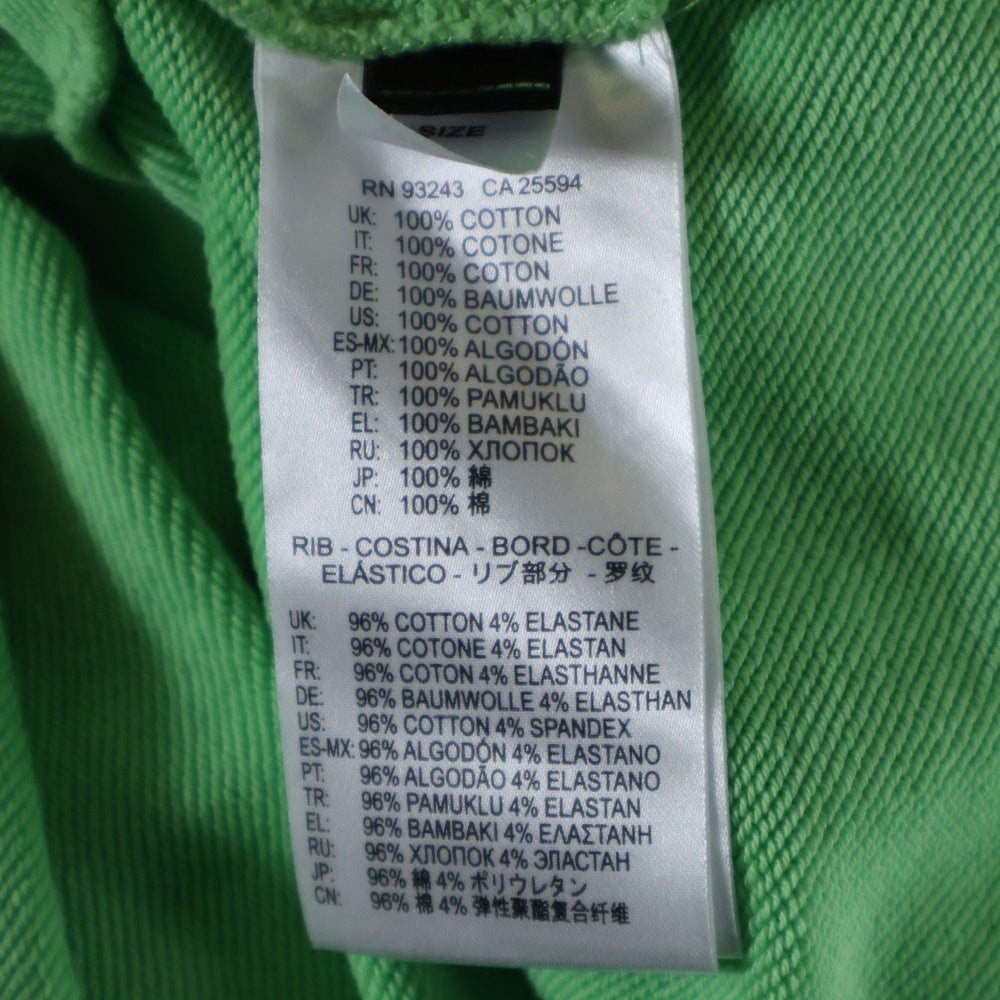 SIZE
RN 93243 CA 25594
UK: 100% COTTON
IT: 100% COTONE
FR: 100% COTON
DE: 100% BAUMWOLLE
US: 100% COTTON
ES-MX: 100% ALGODÓN
PT: 100% ALGODÃO
TR: 100% PAMUKLU
EL: 100% BAMBAKI
RU: 100% ХЛОПОК
JP: 100% 綿
CN: 100% 棉
RIB - COSTINA - BORD -CÔTE -
ELÁSTICO - リブ部分 - 罗纹
UK: 96% COTTON 4% ELASTANE
IT: 96% COTONE 4% ELASTAN
FR: 96% COTON 4% ELASTHANNE
DE: 96% BAUMWOLLE 4% ELASTHAN
US: 96% COTTON 4% SPANDEX
ES-MX: 96% ALGODÓN 4% ELASTANO
PT: 96% ALGODÃO 4% ELASTANO
TR: 96% PAMUKLU 4% ELASTAN
EL: 96% BAMBAKI 4% ΕΛΑΣΤΑΝΗ
RU: 96% ХЛОПОК 4% ЭЛАСТАН
JP: 96% 綿 4% ポリウレタン
CN: 96% 棉 4% 弹性聚酯复合纤维